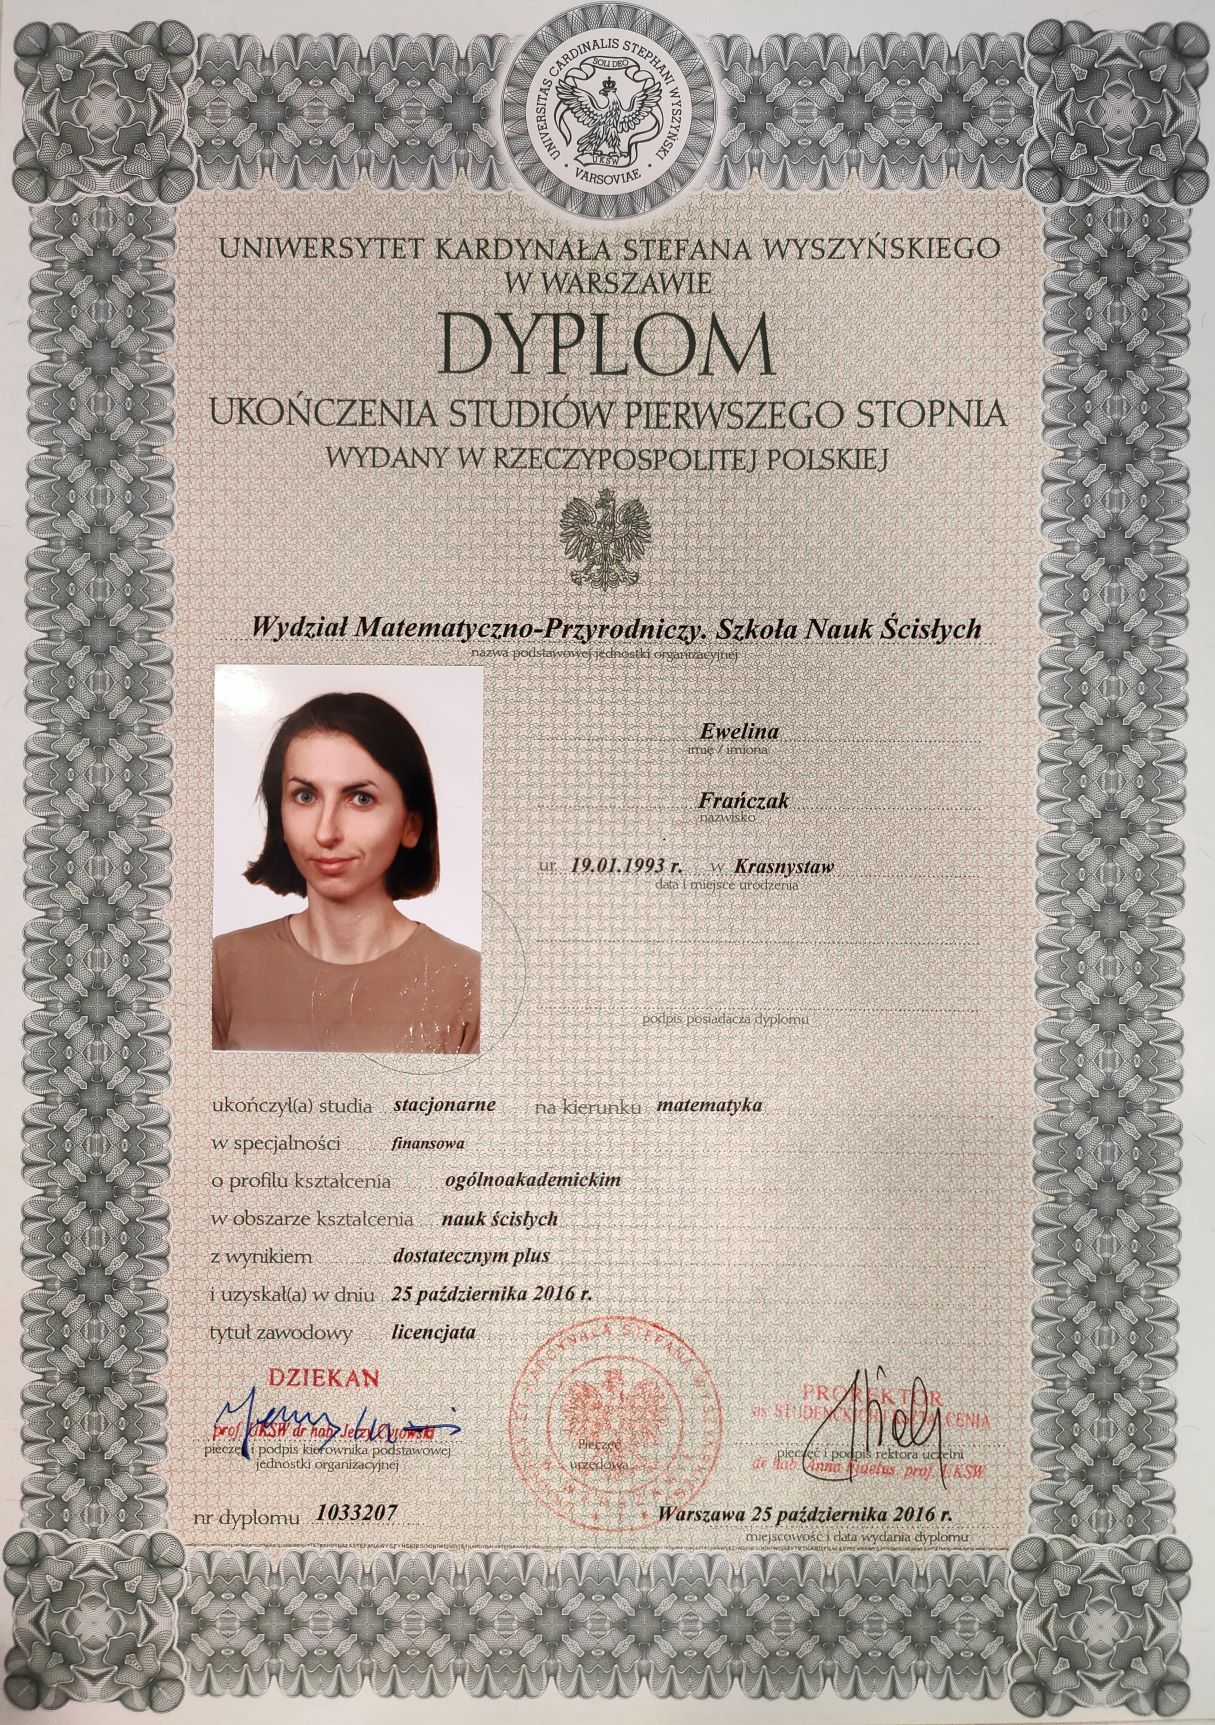 UNIVERSITAS CARDINALIS STEPHANI WYSZYŃSKI
SOLI DEO
UKSW
VARSOVIAE
UNIWERSYTET KARDYNAŁA STEFANA WYSZYŃSKIEGO
W WARSZAWIE
DYPLOM
UKOŃCZENIA STUDIÓW PIERWSZEGO STOPNIA
WYDANY W RZECZYPOSPOLITEJ POLSKIEJ
Wydział Matematyczno-Przyrodniczy. Szkoła Nauk Ścisłych
nazwa podstawowej jednostki organizacyjnej
Ewelina
imię / imiona
Frańczak
nazwisko
ur. 19.01.1993 r. w Krasnystaw
data i miejsce urodzenia
podpis posiadacza dyplomu
ukończył(a) studia stacjonarne na kierunku matematyka
w specjalności finansowa
o profilu kształcenia ogólnoakademickim
w obszarze kształcenia nauk ścisłych
z wynikiem dostatecznym plus
i uzyskał(a) w dniu 25 października 2016 r.
tytuł zawodowy licencjata
DZIEKAN
prof. UKSW dr hab. Jerzy Cytowski
pieczęć i podpis kierownika podstawowej
jednostki organizacyjnej
Pieczęć
urzędowa
PROREKTOR
ds. STUDENCKICH I KSZTAŁCENIA
pieczęć i podpis rektora uczelni
dr hab. Anna Fidelus, prof. UKSW
nr dyplomu 1033207
Warszawa 25 października 2016 r.
miejscowość i data wydania dyplomu